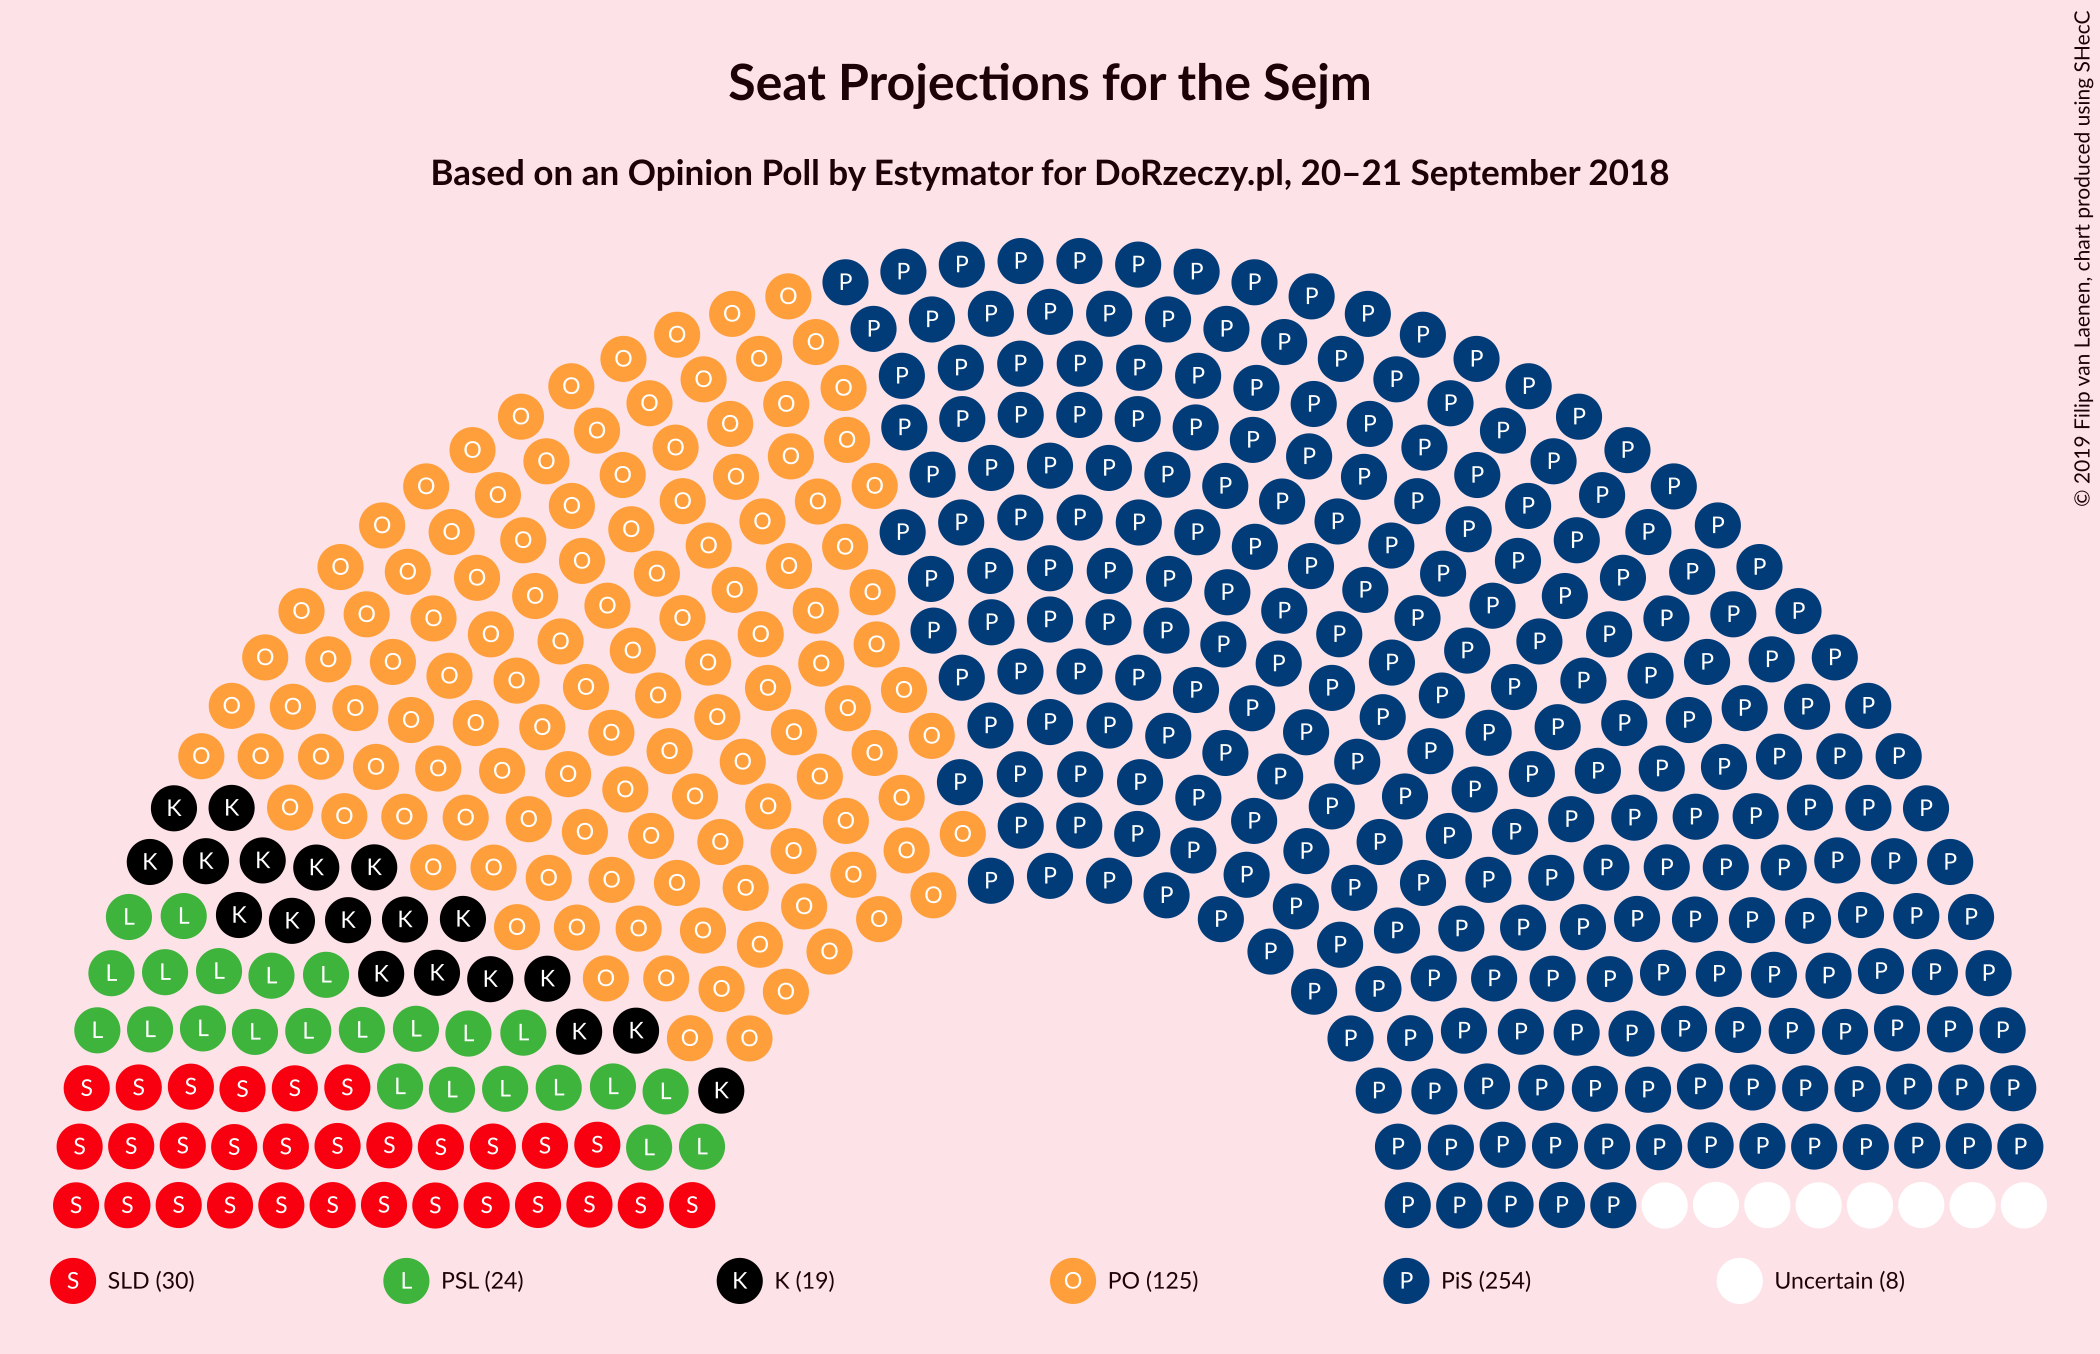 Seat Projections for the Sejm
Based on an Opinion Poll by Estymator for DoRzeczy.pl, 20–21 September 2018
© 2019 Filip van Laenen, chart produced using SHecC
S SLD (30)
L PSL (24)
K K (19)
O PO (125)
P PiS (254)
Uncertain (8)